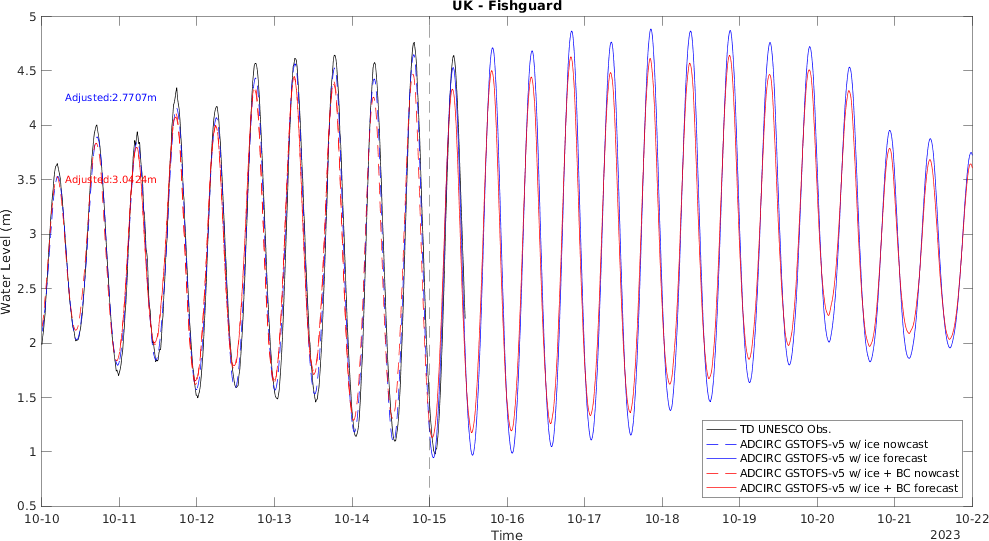 UK - Fishguard
Water Level (m)
5
4.5
4
3.5
3
2.5
2
1.5
1
0.5
Adjusted:2.7707m
Adjusted:3.0424m
TD UNESCO Obs.
ADCIRC GSTOFS-v5 w/ ice nowcast
ADCIRC GSTOFS-v5 w/ ice forecast
ADCIRC GSTOFS-v5 w/ ice + BC nowcast
ADCIRC GSTOFS-v5 w/ ice + BC forecast
10-10 10-11 10-12 10-13 10-14 10-15 10-16 10-17 10-18 10-19 10-20 10-21 10-22
Time
2023